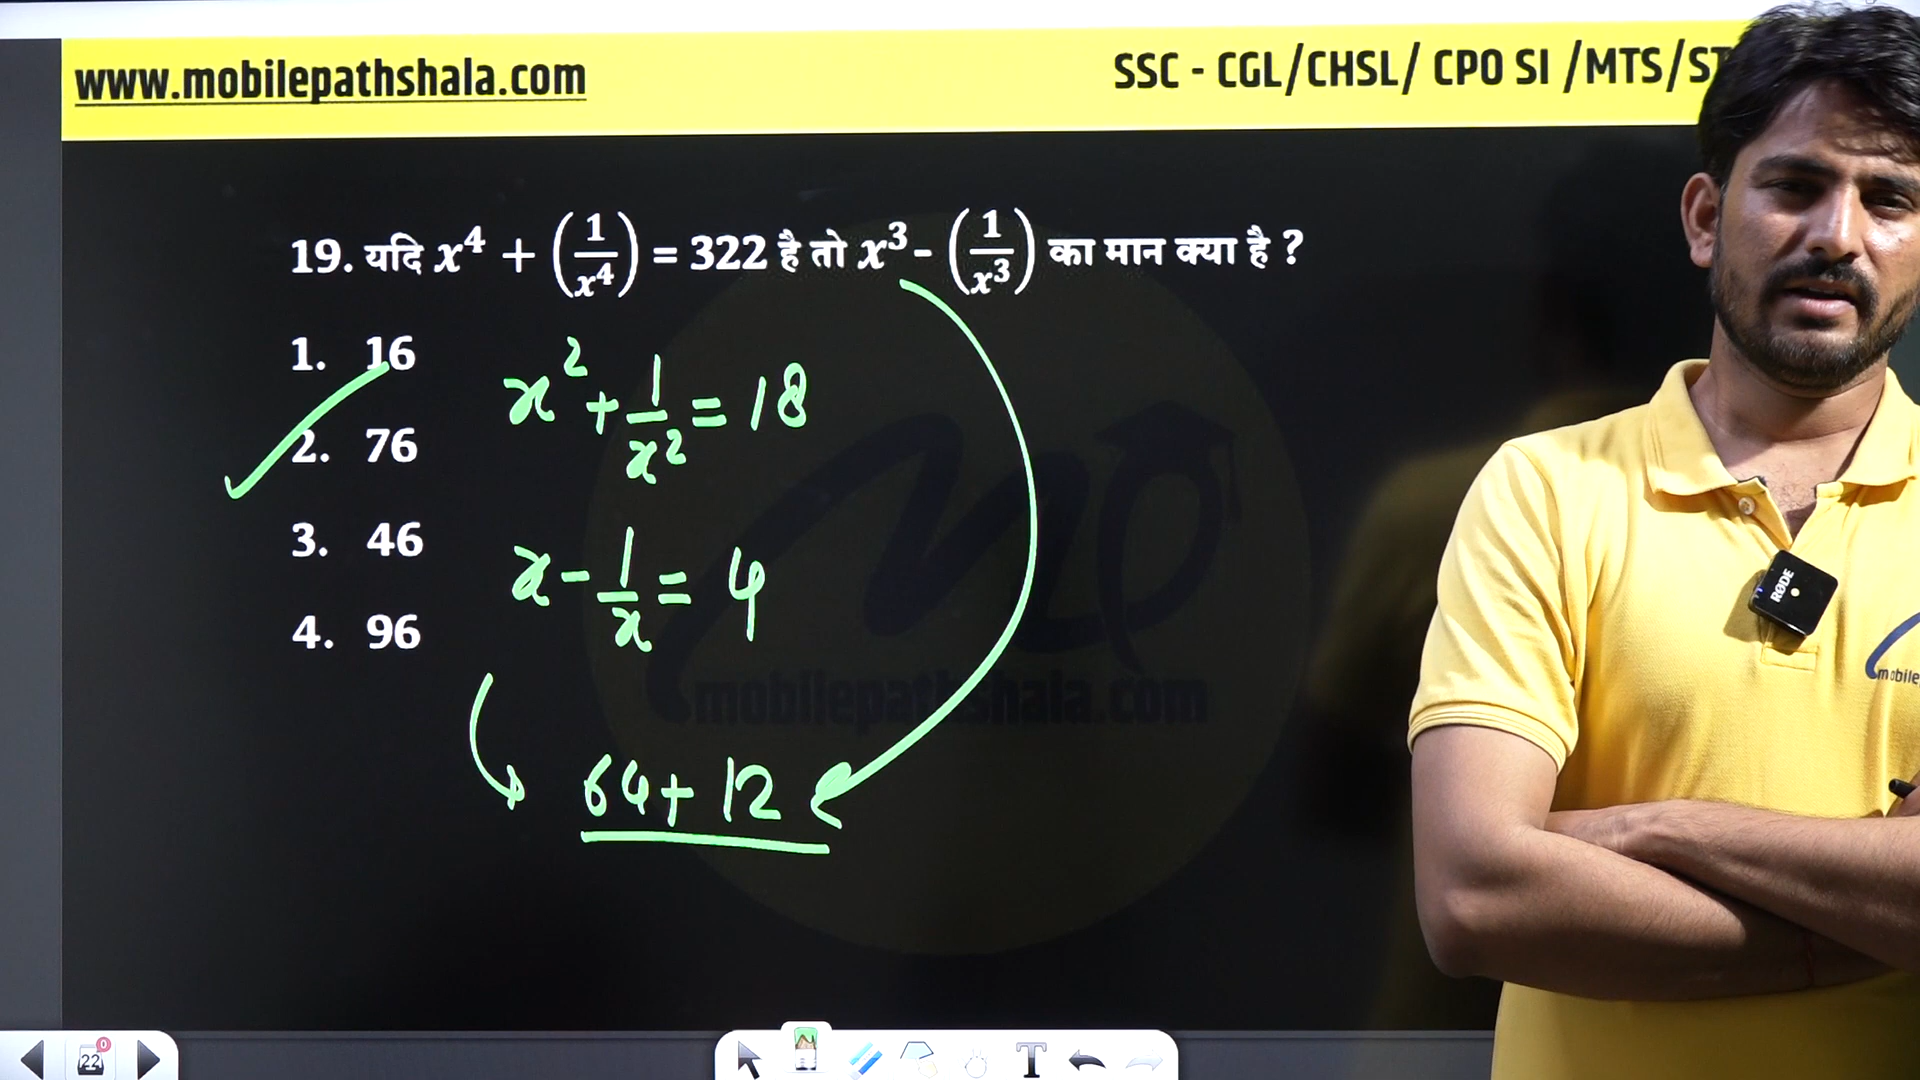 www.mobilepathshala.com
SSC - CGL/CHSL/ CPO SI /MTS/ST
19. यदि x⁴ + (1/x⁴) = 322 है तो x³ - (1/x³) का मान क्या है ?
1. 16
2. 76
3. 46
4. 96
x² + 1/x² = 18
x - 1/x = 4
64 + 12
mobilepathshala.com
RØDE
mobile
22
0
T